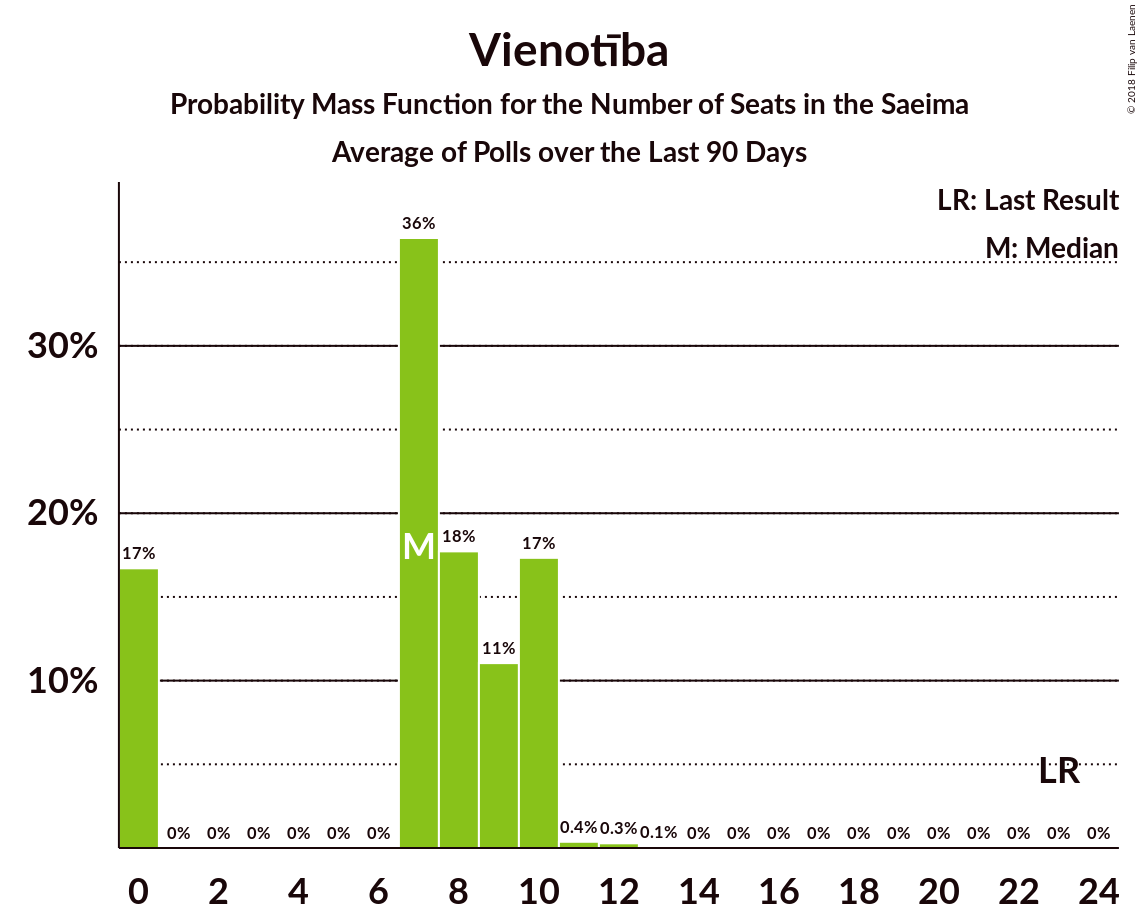 Vienotība
Probability Mass Function for the Number of Seats in the Saeima
Average of Polls over the Last 90 Days
© 2018 Filip van Laenen
LR: Last Result
M: Median
36%
30%
20%
18%
17%
17%
M
11%
10%
LR
0% 0% 0% 0% 0% 0% 0.4% 0.3% 0.1% 0% 0% 0% 0% 0% 0% 0% 0% 0% 0% 0%
0 2 4 6 8 10 12 14 16 18 20 22 24